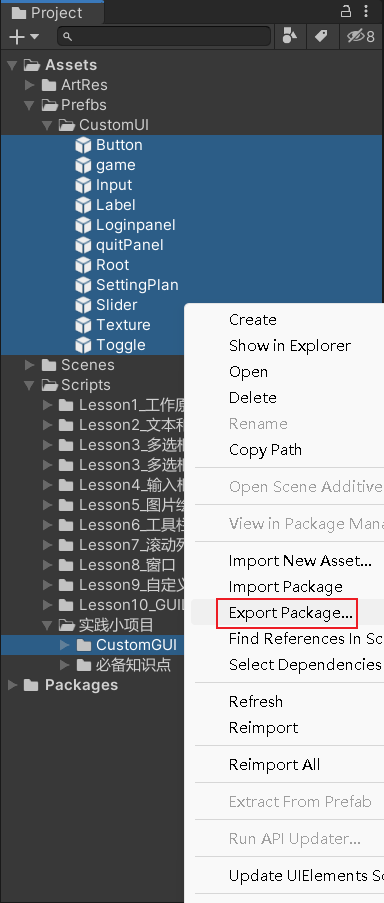 Project
8
Assets
ArtRes
Prefbs
CustomUI
Button
game
Input
Label
Loginpanel
quitPanel
Root
SettingPlan
Slider
Texture
Toggle
Scenes
Scripts
Lesson1_工作原
Lesson2_文本和
Lesson3_多选框
Lesson3_多选框
Lesson4_输入框
Lesson5_图片绘
Lesson6_工具栏
Lesson7_滚动列
Lesson8_窗口
Lesson9_自定义
Lesson10_GUIL
实践小项目
CustomGUI
必备知识点
Packages
Create
Show in Explorer
Open
Delete
Rename
Copy Path
Open Scene Additive
View in Package Mana
Import New Asset...
Import Package
Export Package...
Find References In Sc
Select Dependencies
Refresh
Reimport
Reimport All
Extract From Prefab
Run API Updater...
Update UIElements Sc